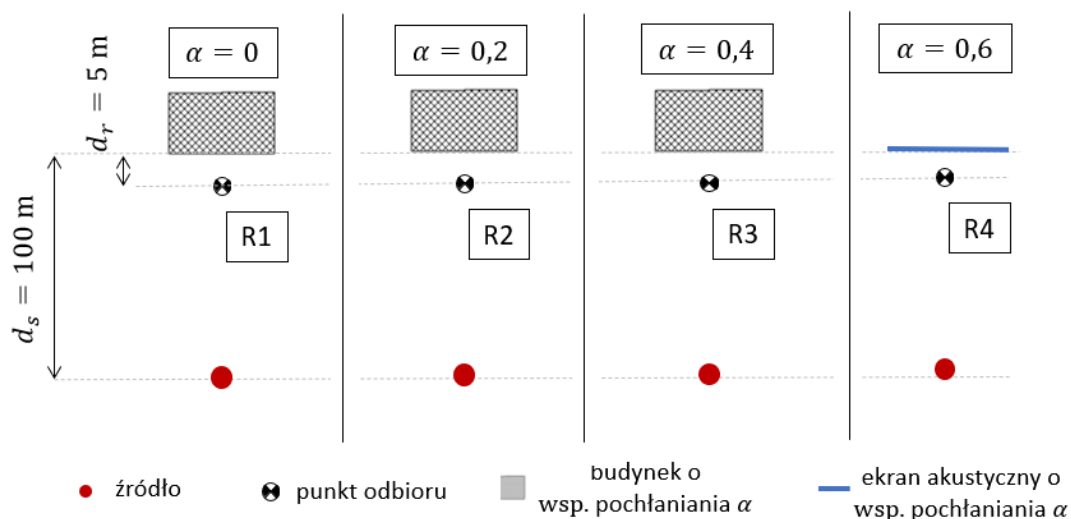 α = 0
α = 0,2
α = 0,4
α = 0,6
d_r = 5 m
d_s = 100 m
R1
R2
R3
R4
źródło
punkt odbioru
budynek o
wsp. pochłaniania α
ekran akustyczny o
wsp. pochłaniania α